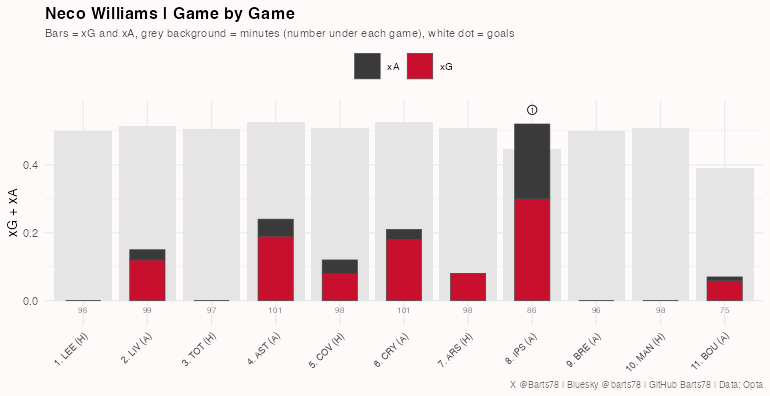 Neco Williams | Game by Game
Bars = xG and xA, grey background = minutes (number under each game), white dot = goals
xA xG
1
0.4
0.2
0.0
xG + xA
96 99 97 101 98 101 98 86 96 98 75
1. LEE (H) 2. LIV (A) 3. TOT (H) 4. AST (A) 5. COV (H) 6. CRY (A) 7. ARS (H) 8. IPS (A) 9. BRE (A) 10. MAN (H) 11. BOU (A)
X @Barts78 | Bluesky @barts78 | GitHub Barts78 | Data: Opta